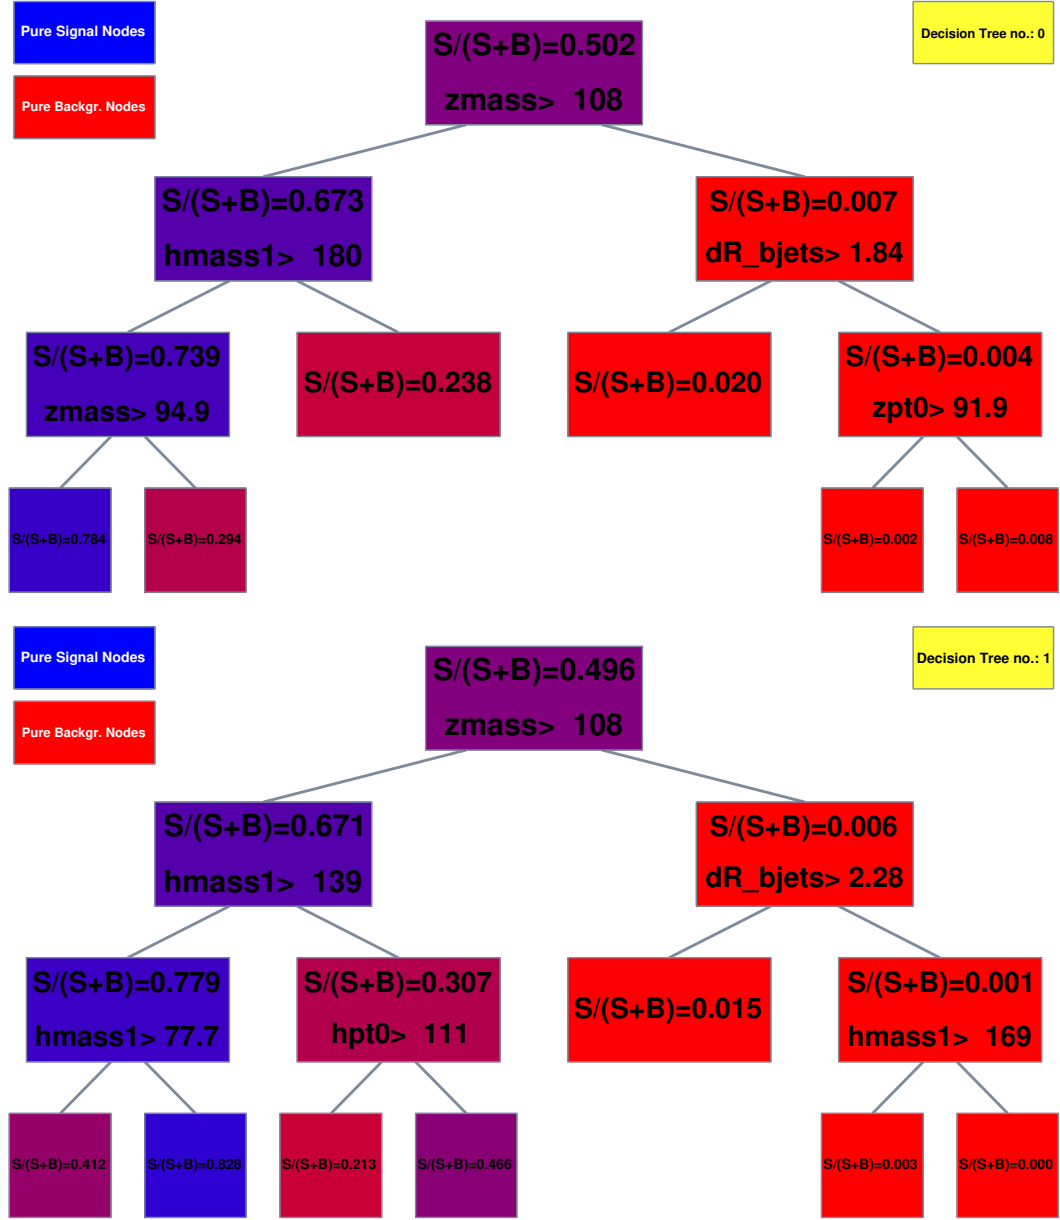 Pure Signal Nodes
Pure Backgr. Nodes
Decision Tree no.: 0
S/(S+B)=0.502
zmass> 108
S/(S+B)=0.673
hmass1> 180
S/(S+B)=0.007
dR_bjets> 1.84
S/(S+B)=0.739
zmass> 94.9
S/(S+B)=0.238
S/(S+B)=0.020
S/(S+B)=0.004
zpt0> 91.9
S/(S+B)=0.784
S/(S+B)=0.294
S/(S+B)=0.002
S/(S+B)=0.008
Pure Signal Nodes
Pure Backgr. Nodes
Decision Tree no.: 1
S/(S+B)=0.496
zmass> 108
S/(S+B)=0.671
hmass1> 139
S/(S+B)=0.006
dR_bjets> 2.28
S/(S+B)=0.779
hmass1> 77.7
S/(S+B)=0.307
hpt0> 111
S/(S+B)=0.015
S/(S+B)=0.001
hmass1> 169
S/(S+B)=0.412
S/(S+B)=0.828
S/(S+B)=0.213
S/(S+B)=0.466
S/(S+B)=0.003
S/(S+B)=0.000